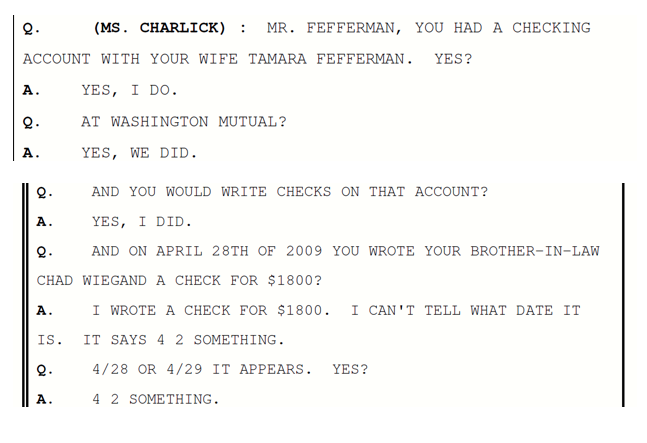 Q. (MS. CHARLICK) : MR. FEFFERMAN, YOU HAD A CHECKING
ACCOUNT WITH YOUR WIFE TAMARA FEFFERMAN. YES?
A. YES, I DO.
Q. AT WASHINGTON MUTUAL?
A. YES, WE DID.
Q. AND YOU WOULD WRITE CHECKS ON THAT ACCOUNT?
A. YES, I DID.
Q. AND ON APRIL 28TH OF 2009 YOU WROTE YOUR BROTHER-IN-LAW
CHAD WIEGAND A CHECK FOR $1800?
A. I WROTE A CHECK FOR $1800. I CAN'T TELL WHAT DATE IT
IS. IT SAYS 4 2 SOMETHING.
Q. 4/28 OR 4/29 IT APPEARS. YES?
A. 4 2 SOMETHING.